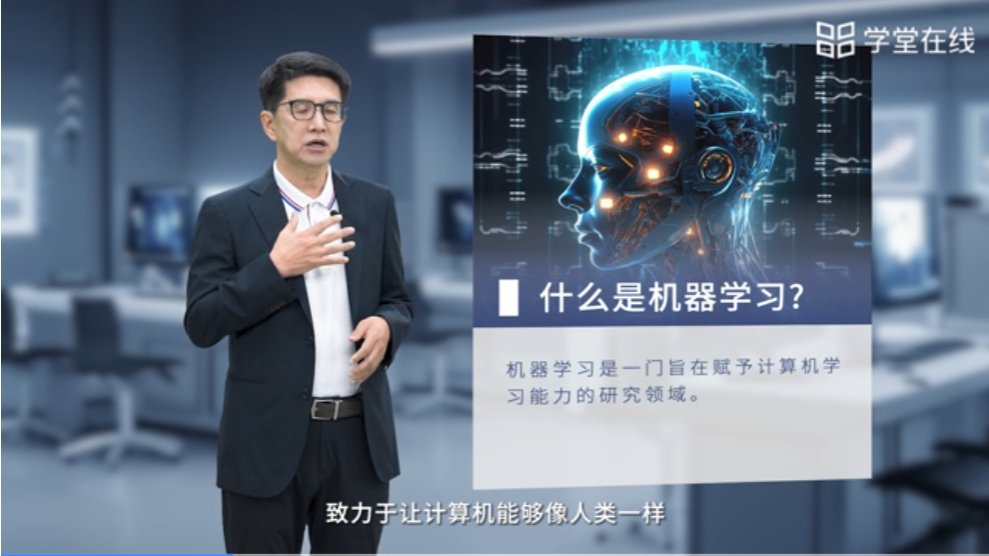 学堂在线
什么是机器学习?
机器学习是一门旨在赋予计算机学
习能力的研究领域。
致力于让计算机能够像人类一样